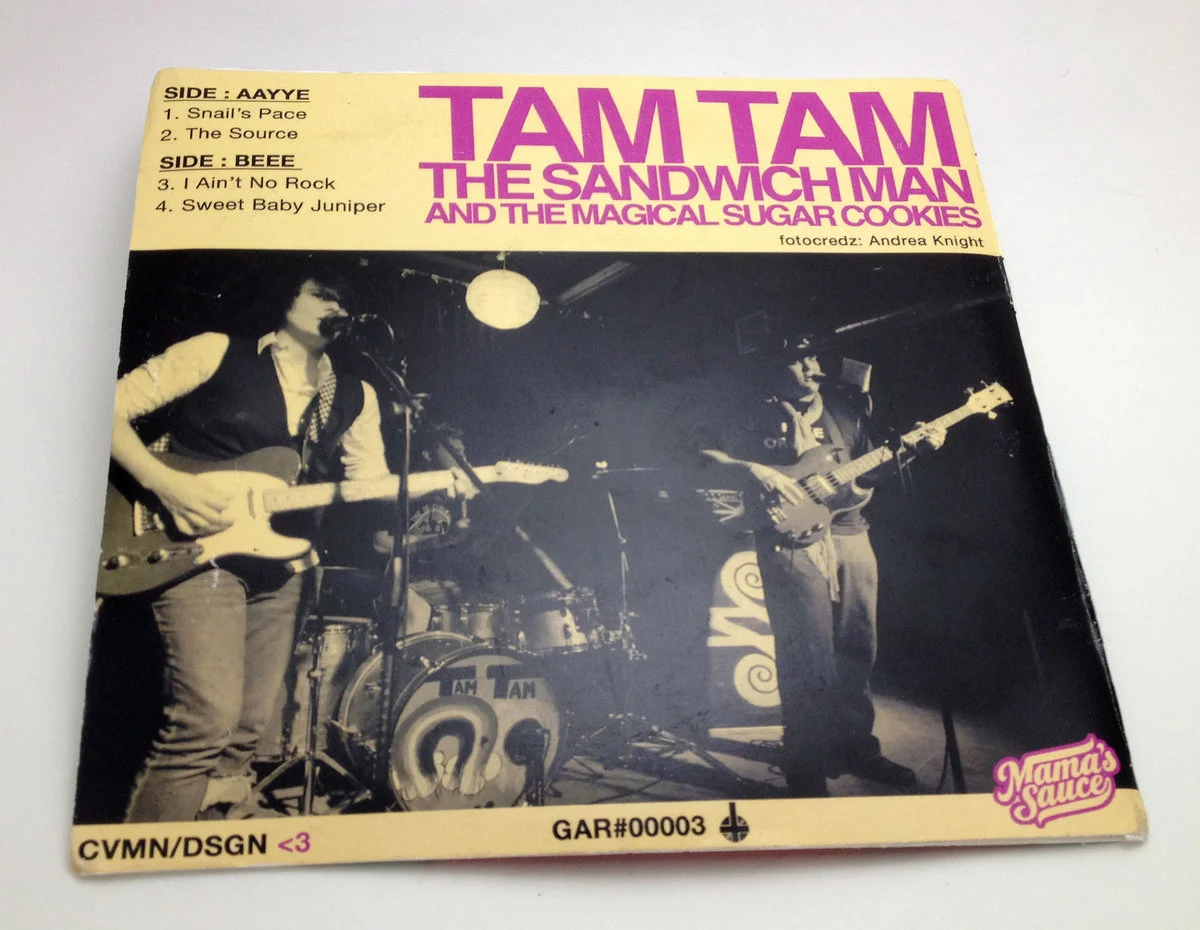 SIDE : AAYYE
1. Snail's Pace
2. The Source
SIDE : BEEE
3. I Ain't No Rock
4. Sweet Baby Juniper
TAM TAM
THE SANDWICH MAN
AND THE MAGICAL SUGAR COOKIES
fotocredz: Andrea Knight
TAM TAM
Mama's
Sauce
CVMN/DSGN <3
GAR#00003